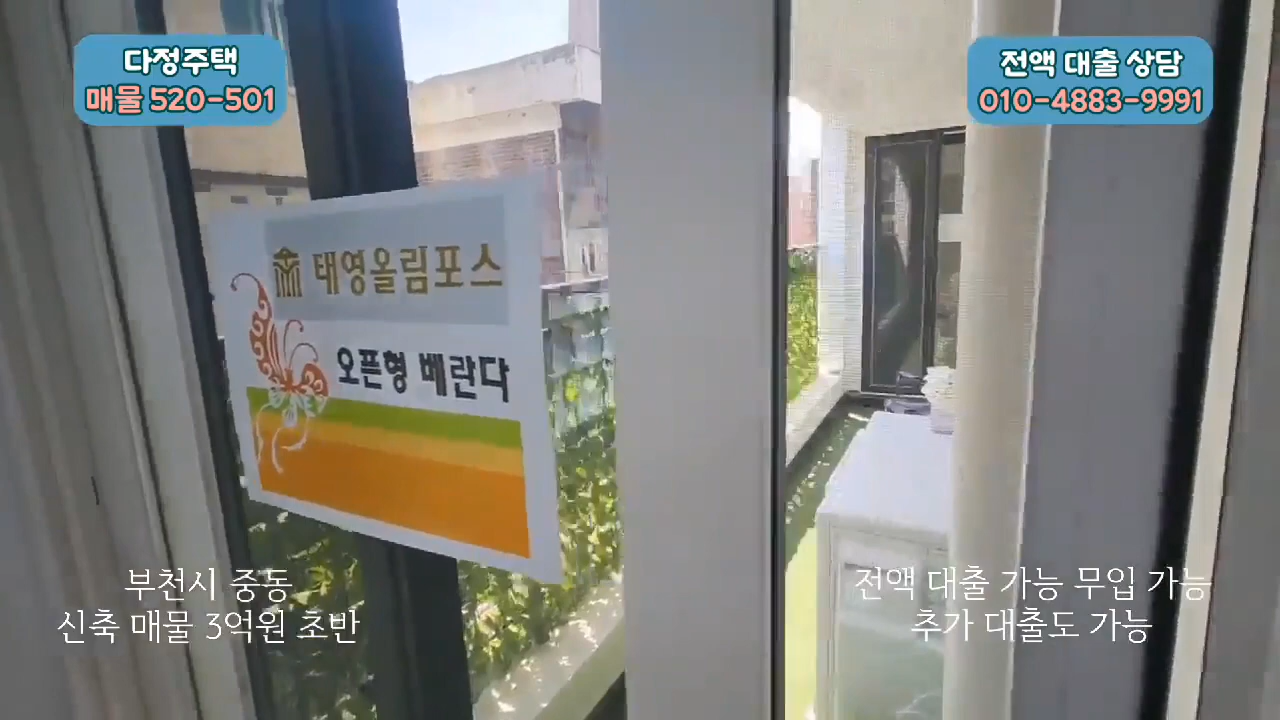 다정주택
매물 520-501
전액 대출 상담
010-4883-9991
태영올림포스
오픈형 베란다
부천시 중동
신축 매물 3억원 초반
전액 대출 가능 무입 가능
추가 대출도 가능